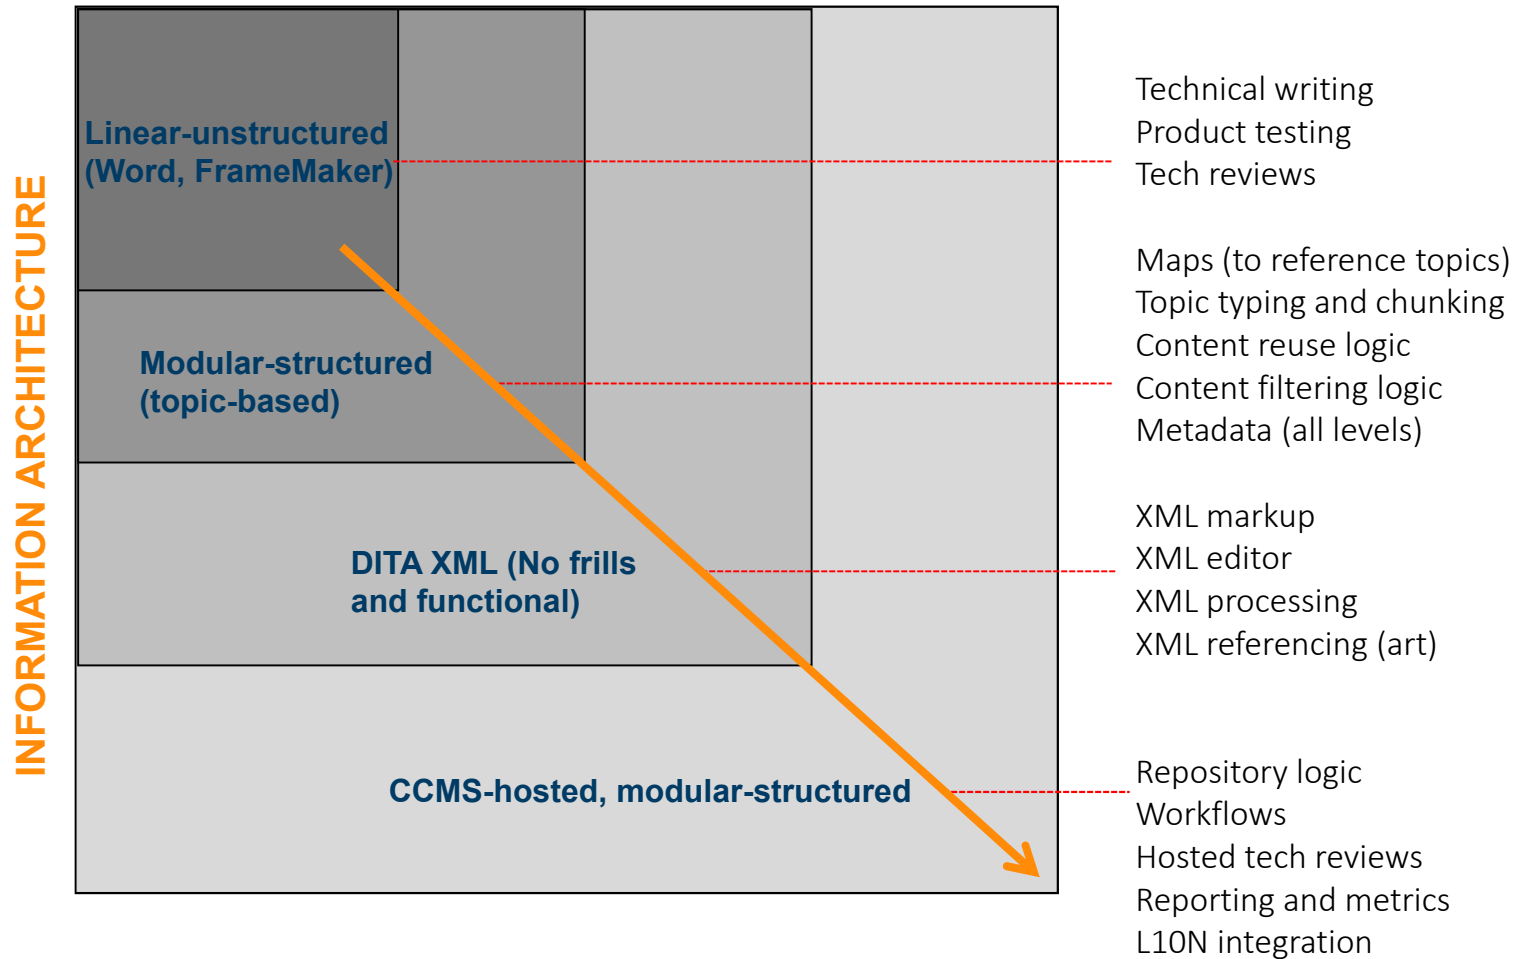 INFORMATION ARCHITECTURE
Linear-unstructured
(Word, FrameMaker)
Modular-structured
(topic-based)
DITA XML (No frills
and functional)
CCMS-hosted, modular-structured
Technical writing
Product testing
Tech reviews
Maps (to reference topics)
Topic typing and chunking
Content reuse logic
Content filtering logic
Metadata (all levels)
XML markup
XML editor
XML processing
XML referencing (art)
Repository logic
Workflows
Hosted tech reviews
Reporting and metrics
L10N integration